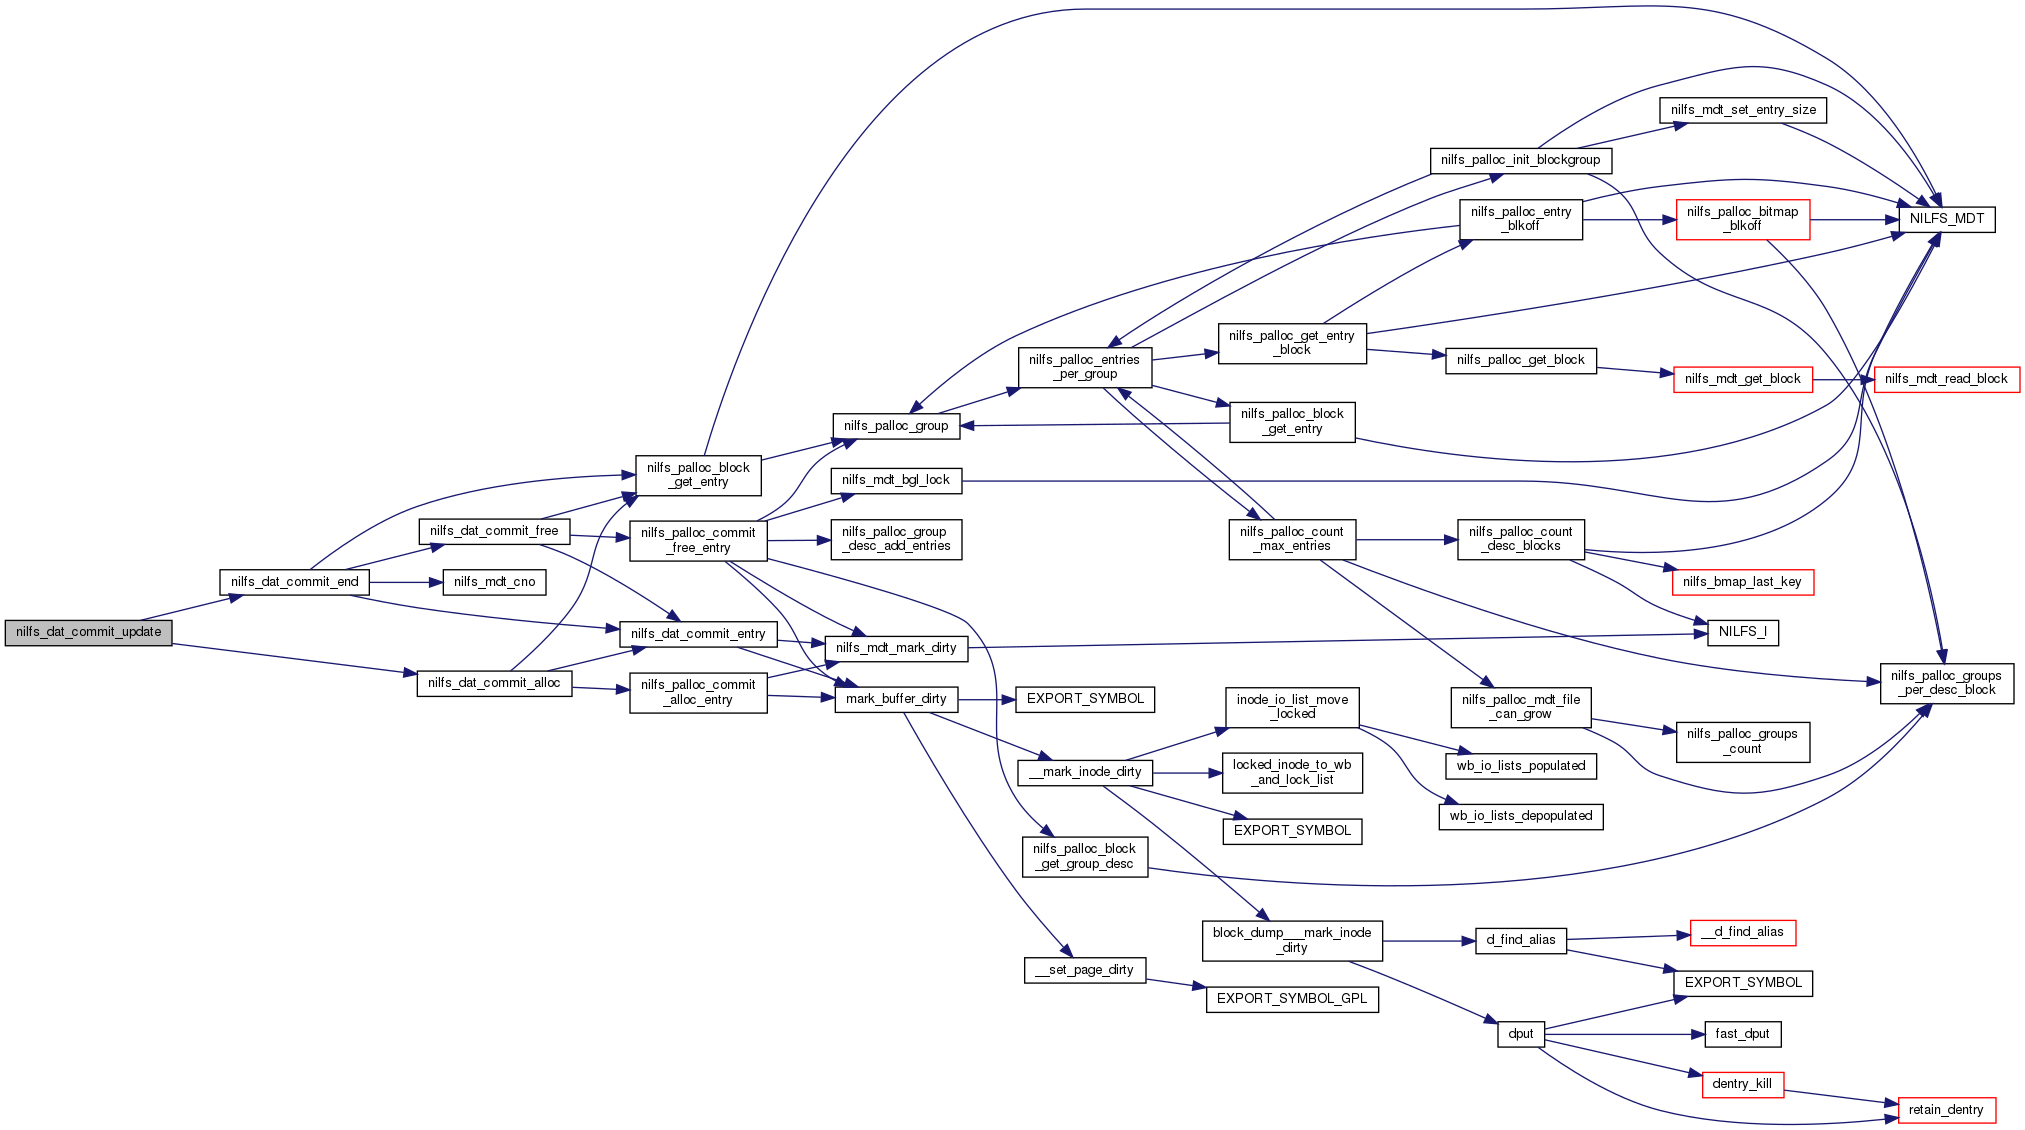 nilfs_dat_commit_update
nilfs_dat_commit_end
nilfs_dat_commit_alloc
nilfs_dat_commit_free
nilfs_mdt_cno
nilfs_palloc_block
_get_entry
nilfs_palloc_commit
_free_entry
nilfs_dat_commit_entry
nilfs_palloc_commit
_alloc_entry
nilfs_palloc_group
nilfs_mdt_bgl_lock
nilfs_palloc_group
_desc_add_entries
nilfs_mdt_mark_dirty
mark_buffer_dirty
nilfs_palloc_entries
_per_group
EXPORT_SYMBOL
__mark_inode_dirty
nilfs_palloc_block
_get_group_desc
__set_page_dirty
nilfs_palloc_get_entry
_block
nilfs_palloc_block
_get_entry
nilfs_palloc_count
_max_entries
inode_io_list_move
_locked
locked_inode_to_wb
_and_lock_list
EXPORT_SYMBOL
block_dump___mark_inode
_dirty
EXPORT_SYMBOL_GPL
nilfs_palloc_init_blockgroup
nilfs_palloc_entry
_blkoff
nilfs_palloc_get_block
nilfs_palloc_count
_desc_blocks
nilfs_palloc_mdt_file
_can_grow
wb_io_lists_populated
wb_io_lists_depopulated
d_find_alias
dput
nilfs_mdt_set_entry_size
nilfs_palloc_bitmap
_blkoff
nilfs_mdt_get_block
nilfs_bmap_last_key
NILFS_I
nilfs_palloc_groups
_count
__d_find_alias
EXPORT_SYMBOL
fast_dput
dentry_kill
NILFS_MDT
nilfs_mdt_read_block
nilfs_palloc_groups
_per_desc_block
retain_dentry